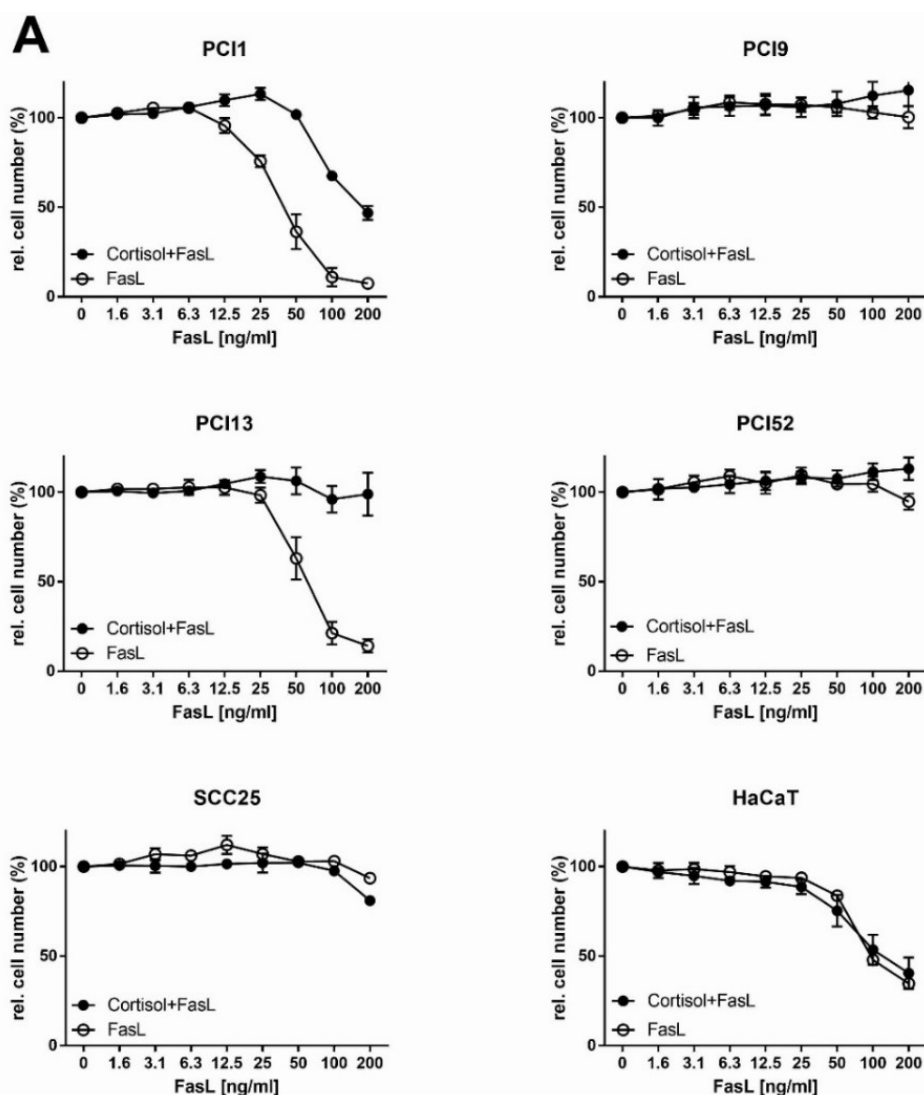 A
PCI1
rel. cell number (%)
100
50
0
Cortisol+FasL
FasL
0 1.6 3.1 6.3 12.5 25 50 100 200
FasL [ng/ml]
PCI9
rel. cell number (%)
100
50
0
Cortisol+FasL
FasL
0 1.6 3.1 6.3 12.5 25 50 100 200
FasL [ng/ml]
PCI13
rel. cell number (%)
100
50
0
Cortisol+FasL
FasL
0 1.6 3.1 6.3 12.5 25 50 100 200
FasL [ng/ml]
PCI52
rel. cell number (%)
100
50
0
Cortisol+FasL
FasL
0 1.6 3.1 6.3 12.5 25 50 100 200
FasL [ng/ml]
SCC25
rel. cell number (%)
100
50
0
Cortisol+FasL
FasL
0 1.6 3.1 6.3 12.5 25 50 100 200
FasL [ng/ml]
HaCaT
rel. cell number (%)
100
50
0
Cortisol+FasL
FasL
0 1.6 3.1 6.3 12.5 25 50 100 200
FasL [ng/ml]